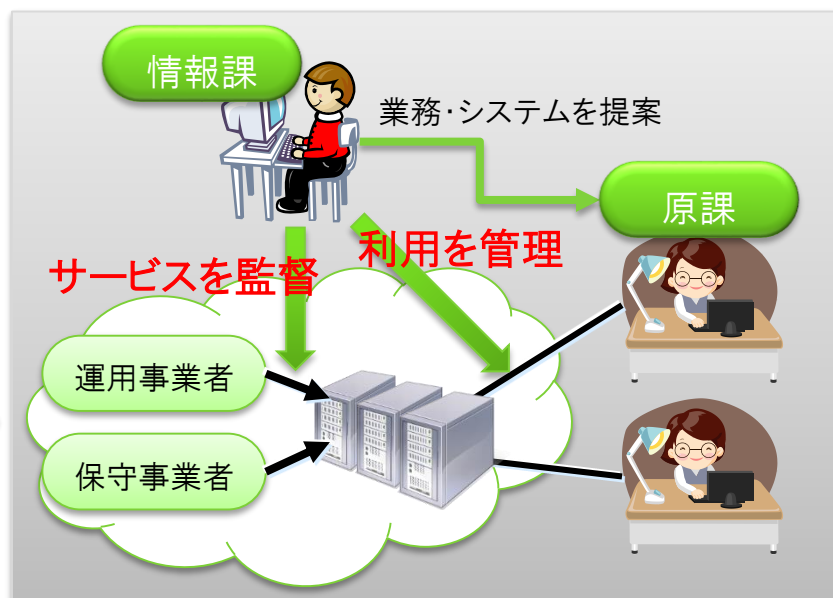 情報課
業務・システムを提案
原課
利用を管理
サービスを監督
運用事業者
保守事業者